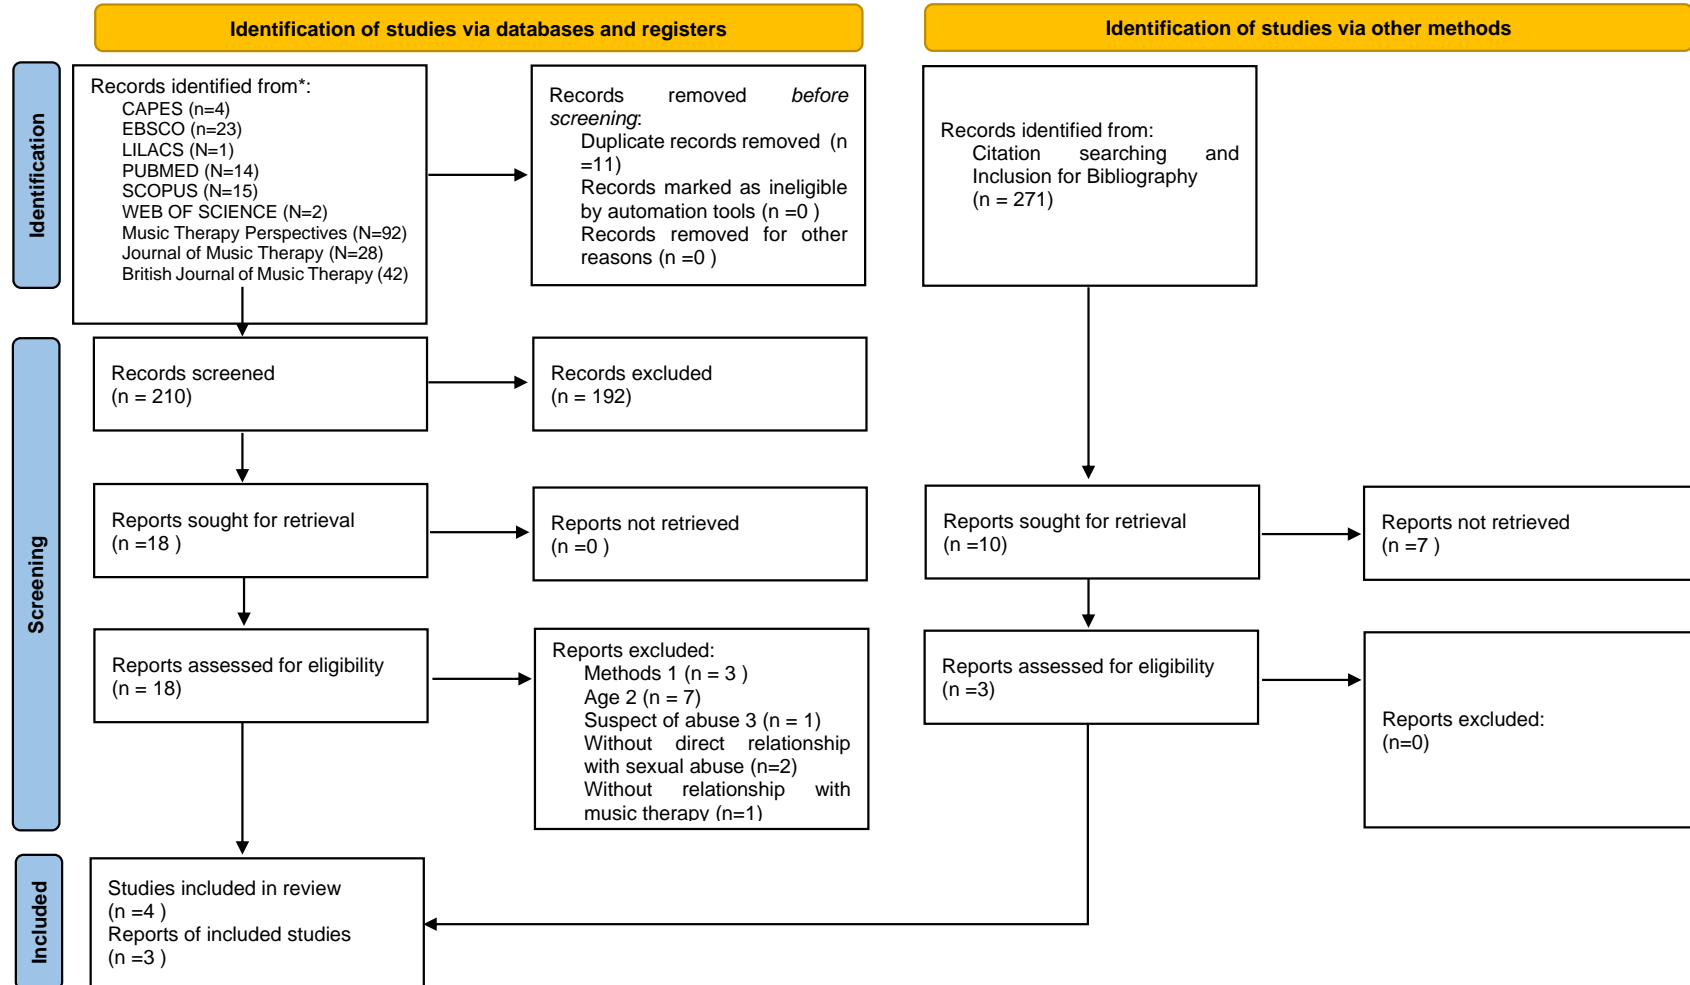 Identification of studies via databases and registers
Identification of studies via other methods
Identification
Records identified from*:
CAPES (n=4)
EBSCO (n=23)
LILACS (N=1)
PUBMED (N=14)
SCOPUS (N=15)
WEB OF SCIENCE (N=2)
Music Therapy Perspectives (N=92)
Journal of Music Therapy (N=28)
British Journal of Music Therapy (42)
Records removed before
screening:
Duplicate records removed (n
=11)
Records marked as ineligible
by automation tools (n =0 )
Records removed for other
reasons (n =0 )
Records identified from:
Citation searching and
Inclusion for Bibliography
(n = 271)
Screening
Records screened
(n = 210)
Records excluded
(n = 192)
Reports sought for retrieval
(n =18 )
Reports not retrieved
(n =0 )
Reports sought for retrieval
(n =10)
Reports not retrieved
(n =7 )
Reports assessed for eligibility
(n = 18)
Reports excluded:
Methods 1 (n = 3 )
Age 2 (n = 7)
Suspect of abuse 3 (n = 1)
Without direct relationship
with sexual abuse (n=2)
Without relationship with
music therapy (n=1)
Reports assessed for eligibility
(n =3)
Reports excluded:
(n=0)
Included
Studies included in review
(n =4 )
Reports of included studies
(n =3 )